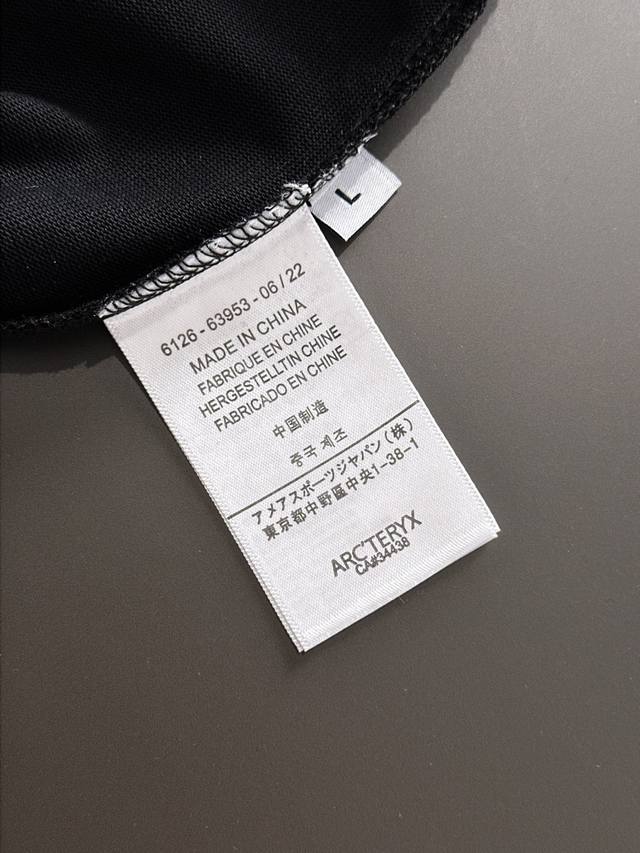 L
6126-63953-06/22
MADE IN CHINA
FABRIQUE EN CHINE
HERGESTELLTIN CHINE
FABRICADO EN CHINE
中国制造
중국 제조
アメアスポーツジャパン(株)
東京都中野區中央1-38-1
ARC'TERYX
CA#34438